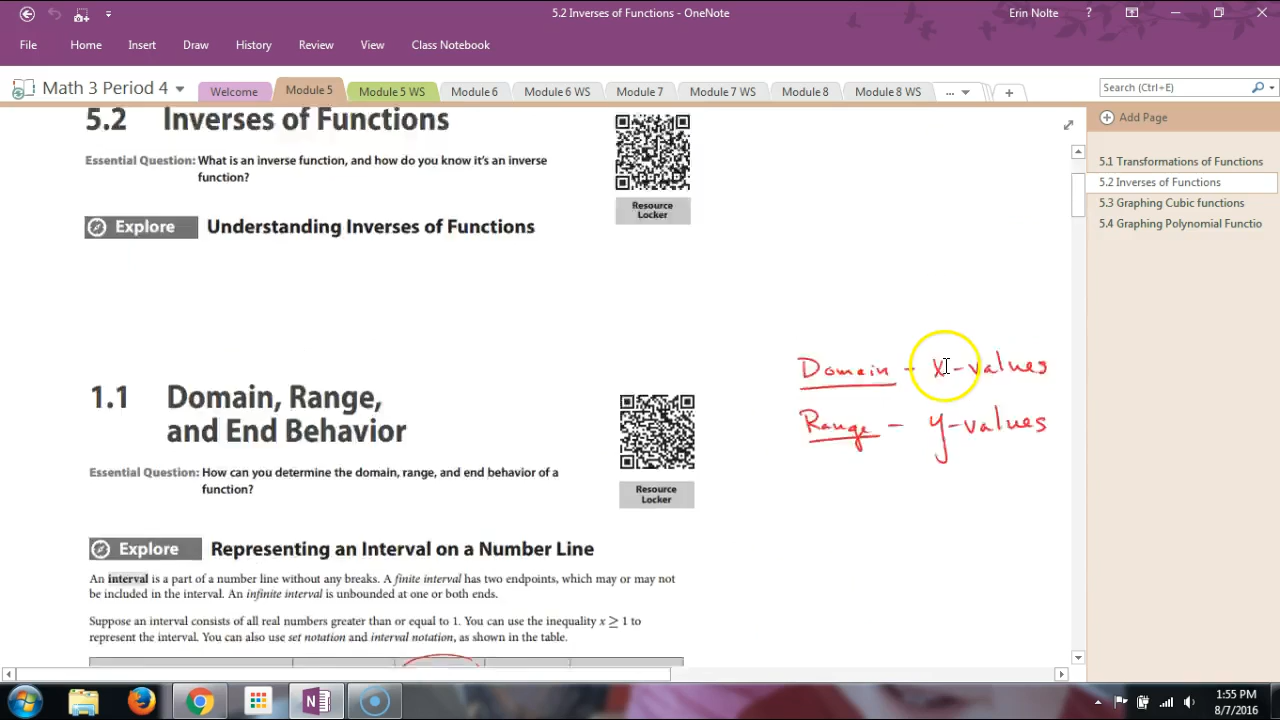 5.2 Inverses of Functions - OneNote
Erin Nolte
?
File Home Insert Draw History Review View Class Notebook
Math 3 Period 4
Welcome Module 5 Module 5 WS Module 6 Module 6 WS Module 7 Module 7 WS Module 8 Module 8 WS ...
Search (Ctrl+E)
Add Page
5.1 Transformations of Functions
5.2 Inverses of Functions
5.3 Graphing Cubic functions
5.4 Graphing Polynomial Functio
5.2 Inverses of Functions
Essential Question: What is an inverse function, and how do you know it's an inverse
function?
Resource
Locker
Explore Understanding Inverses of Functions
Domain - x-values
Range - y-values
1.1 Domain, Range,
and End Behavior
Essential Question: How can you determine the domain, range, and end behavior of a
function?
Resource
Locker
Explore Representing an Interval on a Number Line
An interval is a part of a number line without any breaks. A finite interval has two endpoints, which may or may not
be included in the interval. An infinite interval is unbounded at one or both ends.
Suppose an interval consists of all real numbers greater than or equal to 1. You can use the inequality x ≥ 1 to
represent the interval. You can also use set notation and interval notation, as shown in the table.
1:55 PM
8/7/2016